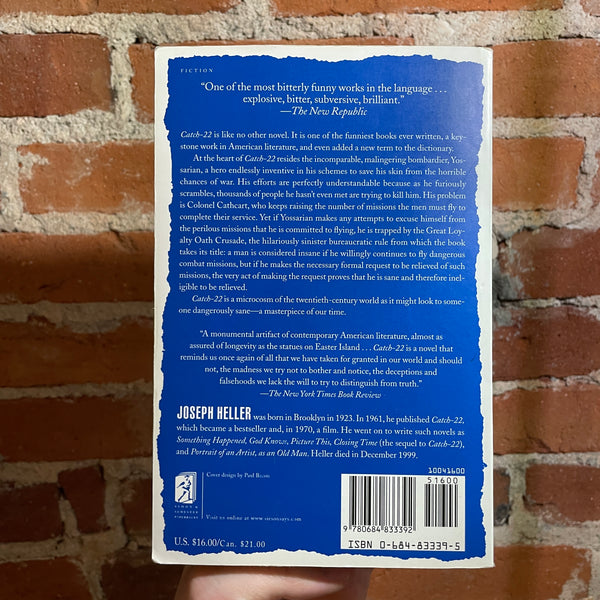 FICTION
“One of the most bitterly funny works in the language . . .
explosive, bitter, subversive, brilliant.”
—The New Republic
Catch-22 is like no other novel. It is one of the funniest books ever written, a key-
stone work in American literature, and even added a new term to the dictionary.
At the heart of Catch-22 resides the incomparable, malingering bombardier, Yos-
sarian, a hero endlessly inventive in his schemes to save his skin from the horrible
chances of war. His efforts are perfectly understandable because as he furiously
scrambles, thousands of people he hasn’t even met are trying to kill him. His problem
is Colonel Cathcart, who keeps raising the number of missions the men must fly to
complete their service. Yet if Yossarian makes any attempts to excuse himself from
the perilous missions that he is committed to flying, he is trapped by the Great Loy-
alty Oath Crusade, the hilariously sinister bureaucratic rule from which the book
takes its title: a man is considered insane if he willingly continues to fly dangerous
combat missions, but if he makes the necessary formal request to be relieved of such
missions, the very act of making the request proves that he is sane and therefore inel-
igible to be relieved.
Catch-22 is a microcosm of the twentieth-century world as it might look to some-
one dangerously sane—a masterpiece of our time.
“A monumental artifact of contemporary American literature, almost as
assured of longevity as the statues on Easter Island . . . Catch-22 is a novel that
reminds us once again of all that we have taken for granted in our world and should
not, the madness we try not to bother and notice, the deceptions and
falsehoods we lack the will to try to distinguish from truth.”
—The New York Times Book Review
JOSEPH HELLER was born in Brooklyn in 1923. In 1961, he published Catch-22,
which became a bestseller and, in 1970, a film. He went on to write such novels as
Something Happened, God Knows, Picture This, Closing Time (the sequel to Catch-22),
and Portrait of an Artist, as an Old Man. Heller died in December 1999.
Cover design by Paul Bacon
SIMON &
SCHUSTER
PAPERBACKS
Visit us online at www.simonsays.com
U.S. $16.00/Can. $21.00
10041600
51600
9 780684 833392
ISBN 0-684-83339-5